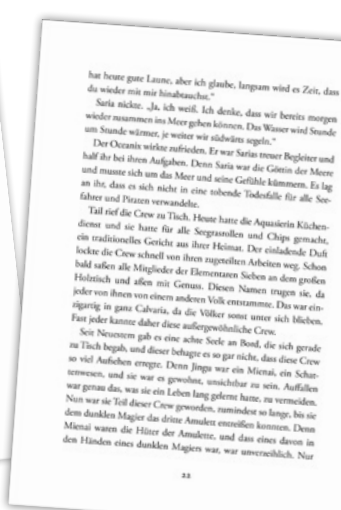 hat heute gute Laune, aber ich glaube, langsam wird es Zeit, dass
du wieder mit mir hinabtauchst."
Saria nickte. „Ja, ich weiß. Ich denke, dass wir bereits morgen
wieder zusammen ins Meer gehen können. Das Wasser wird Stunde
um Stunde wärmer, je weiter wir südwärts segeln."
Der Oceanix wirkte zufrieden. Er war Sarias treuer Begleiter und
half ihr bei ihren Aufgaben. Denn Saria war die Göttin der Meere
und musste sich um das Meer und seine Gefühle kümmern. Es lag
an ihr, dass es sich nicht in eine tobende Todesfalle für alle See-
fahrer und Piraten verwandelte.
Tail rief die Crew zu Tisch. Heute hatte die Aquasierin Küchen-
dienst und sie hatte für alle Seegrasrollen und Chips gemacht,
ein traditionelles Gericht aus ihrer Heimat. Der einladende Duft
lockte die Crew schnell von ihren zugeteilten Arbeiten weg. Schon
bald saßen alle Mitglieder der Elementaren Sieben an dem großen
Holztisch und aßen mit Genuss. Diesen Namen trugen sie, da
jeder von ihnen von einem anderen Volk entstammte. Das war ein-
zigartig in ganz Calvaria, da die Völker sonst unter sich blieben.
Fast jeder kannte daher diese außergewöhnliche Crew.
Seit Neuestem gab es eine achte Seele an Bord, die sich gerade
zu Tisch begab, und dieser behagte es so gar nicht, dass diese Crew
so viel Aufsehen erregte. Denn Jingu war ein Mienai, ein Schat-
tenwesen, und sie war es gewohnt, unsichtbar zu sein. Auffallen
war genau das, was sie ein Leben lang gelernt hatte, zu vermeiden.
Nun war sie Teil dieser Crew geworden, zumindest so lange, bis sie
dem dunklen Magier das dritte Amulett entreißen konnten. Denn
Mienai waren die Hüter der Amulette, und dass eines davon in
den Händen eines dunklen Magiers war, war unverzeihlich. Nur